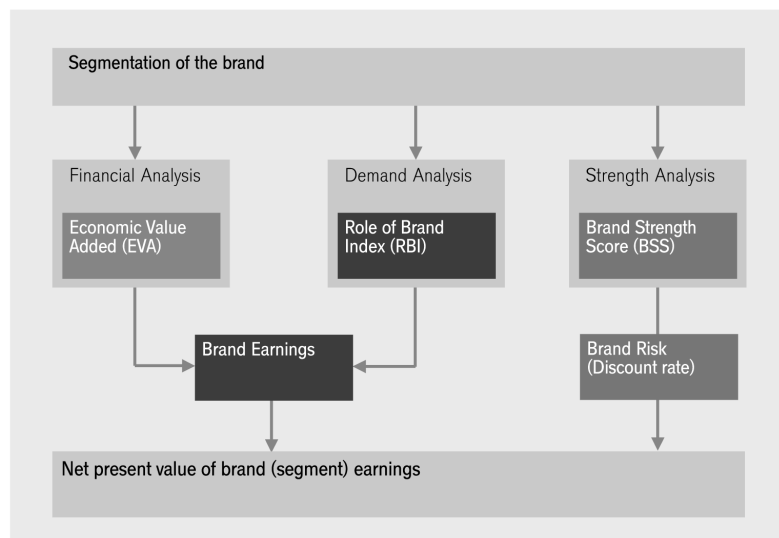 Segmentation of the brand
Financial Analysis
Economic Value
Added (EVA)
Demand Analysis
Role of Brand
Index (RBI)
Strength Analysis
Brand Strength
Score (BSS)
Brand Earnings
Brand Risk
(Discount rate)
Net present value of brand (segment) earnings